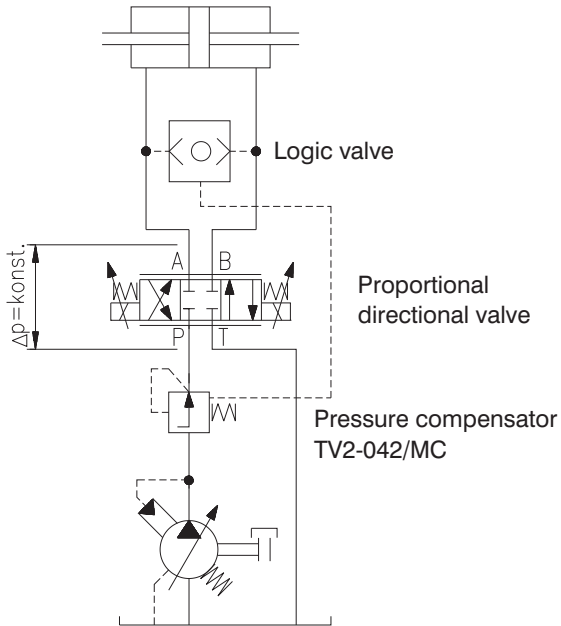 Logic valve
A B
Δp=konst.
Proportional
directional valve
P T
Pressure compensator
TV2-042/MC